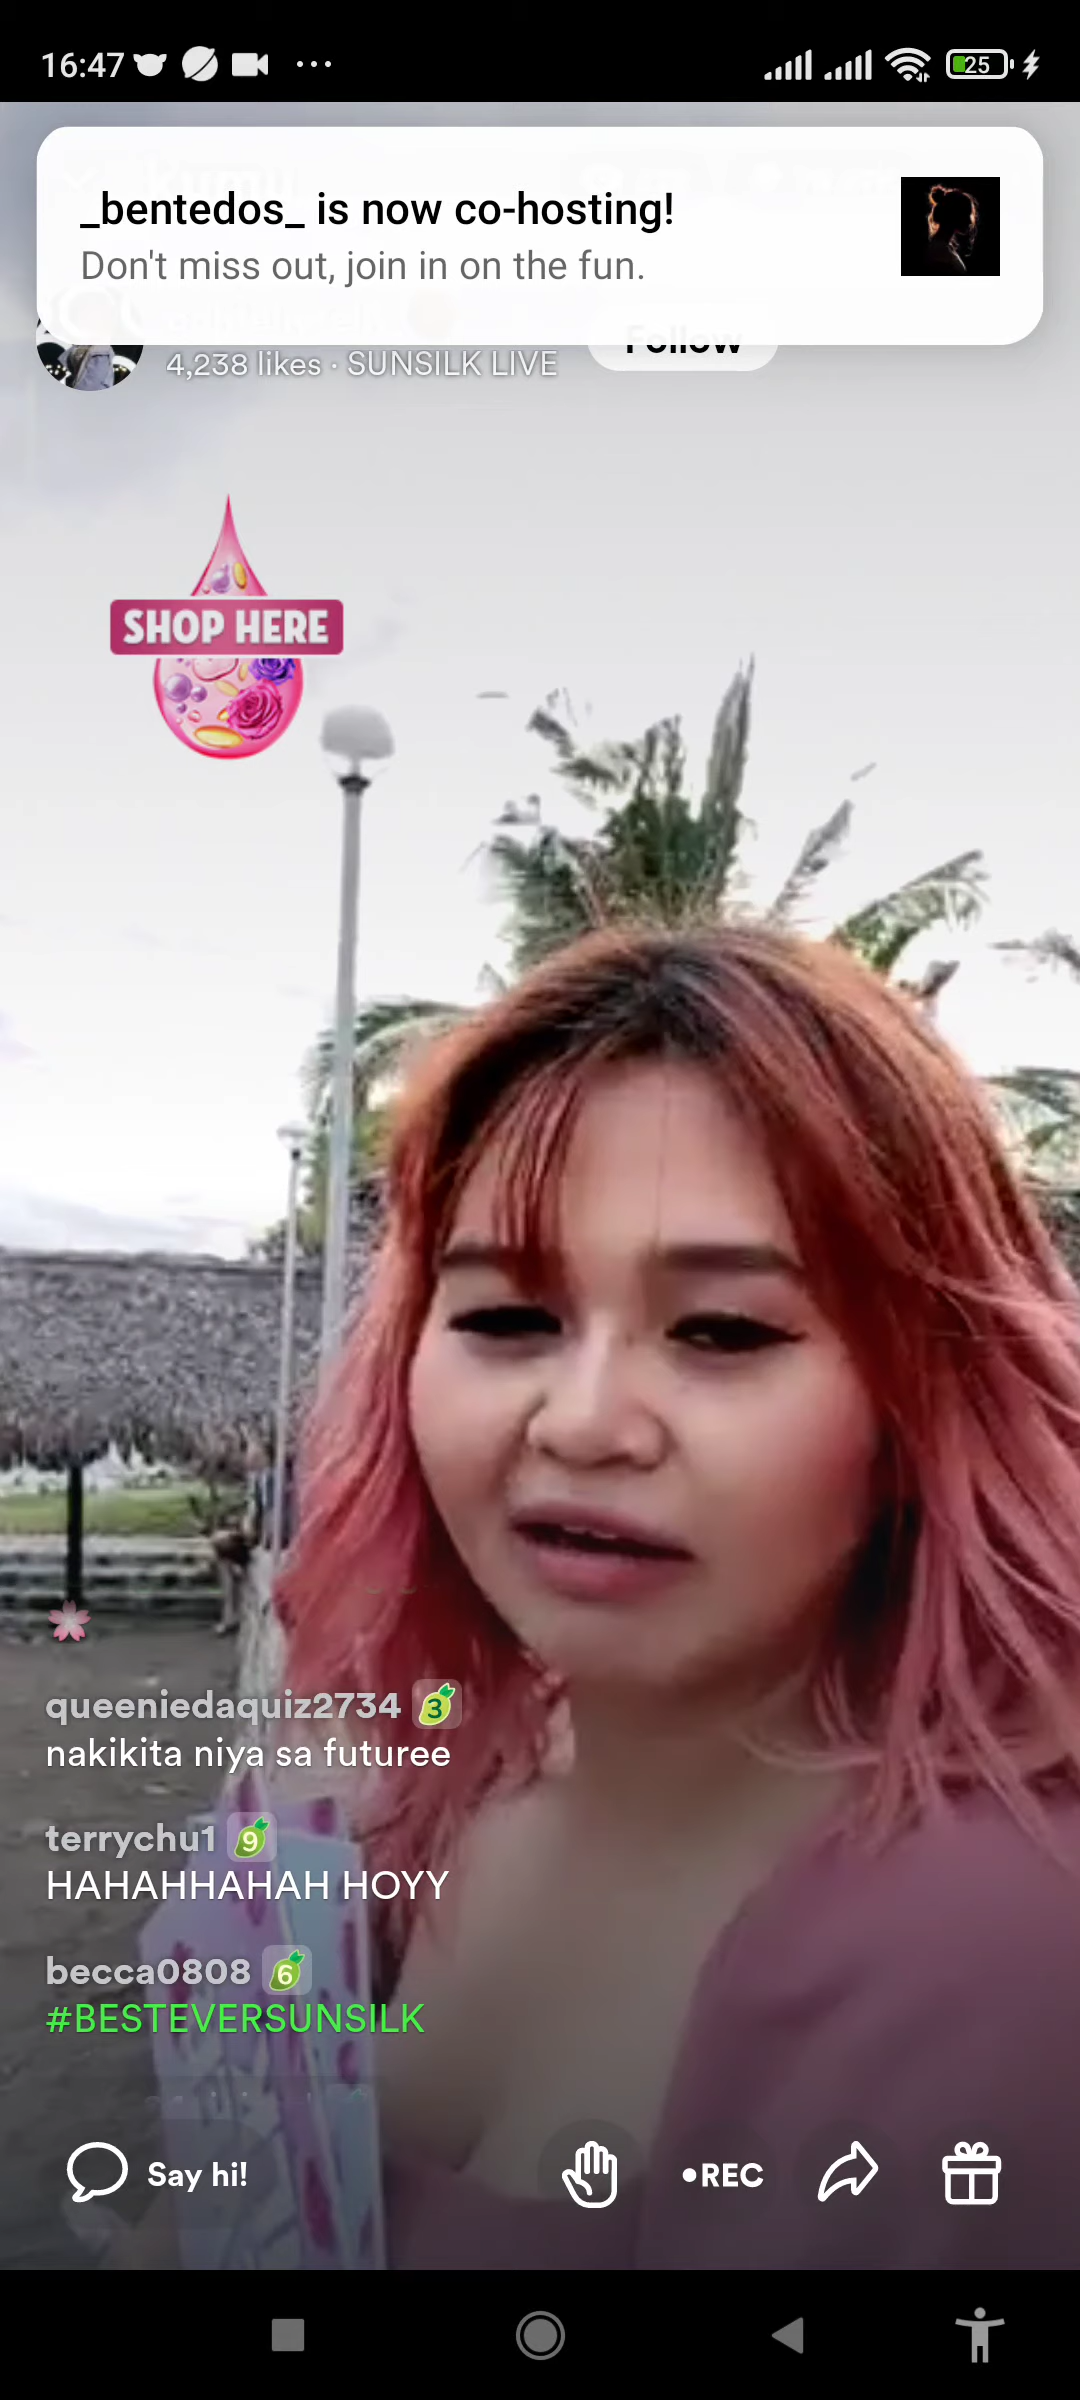 16:47
25
_bentedos_ is now co-hosting!
Don't miss out, join in on the fun.
Follow
4,238 likes · SUNSILK LIVE
SHOP HERE
queeniedaquiz2734 3
nakikita niya sa futuree
terrychu1 9
HAHAHHAHAH HOYY
becca0808 6
#BESTEVERSUNSILK
Say hi!
•REC